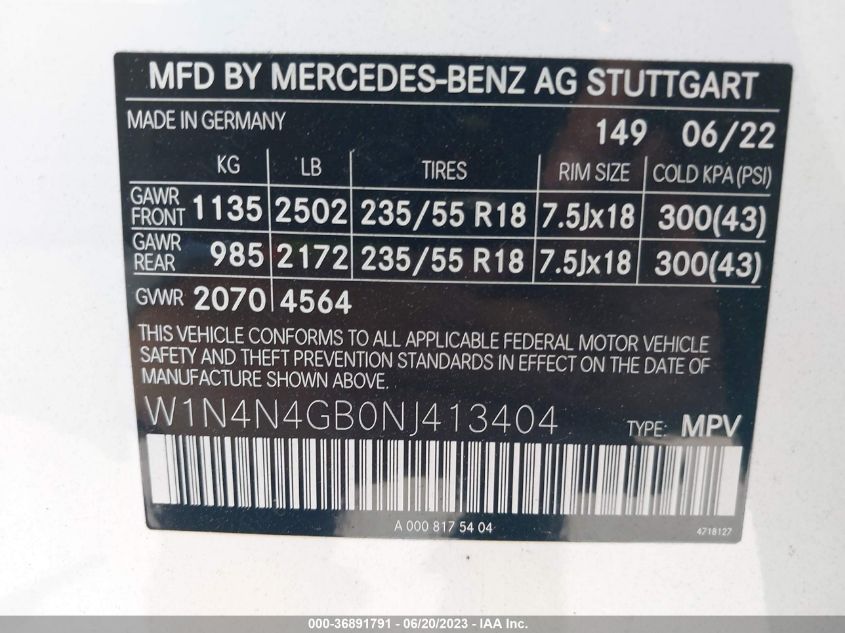 MFD BY MERCEDES-BENZ AG STUTTGART
MADE IN GERMANY 149 06/22
KG LB TIRES RIM SIZE COLD KPA (PSI)
GAWR FRONT 1135 2502 235/55 R18 7.5Jx18 300(43)
GAWR REAR 985 2172 235/55 R18 7.5Jx18 300(43)
GVWR 2070 4564
THIS VEHICLE CONFORMS TO ALL APPLICABLE FEDERAL MOTOR VEHICLE
SAFETY AND THEFT PREVENTION STANDARDS IN EFFECT ON THE DATE OF
MANUFACTURE SHOWN ABOVE.
W1N4N4GB0NJ413404 TYPE: MPV
A 000 817 54 04 4718127
000-36891791 - 06/20/2023 - IAA Inc.